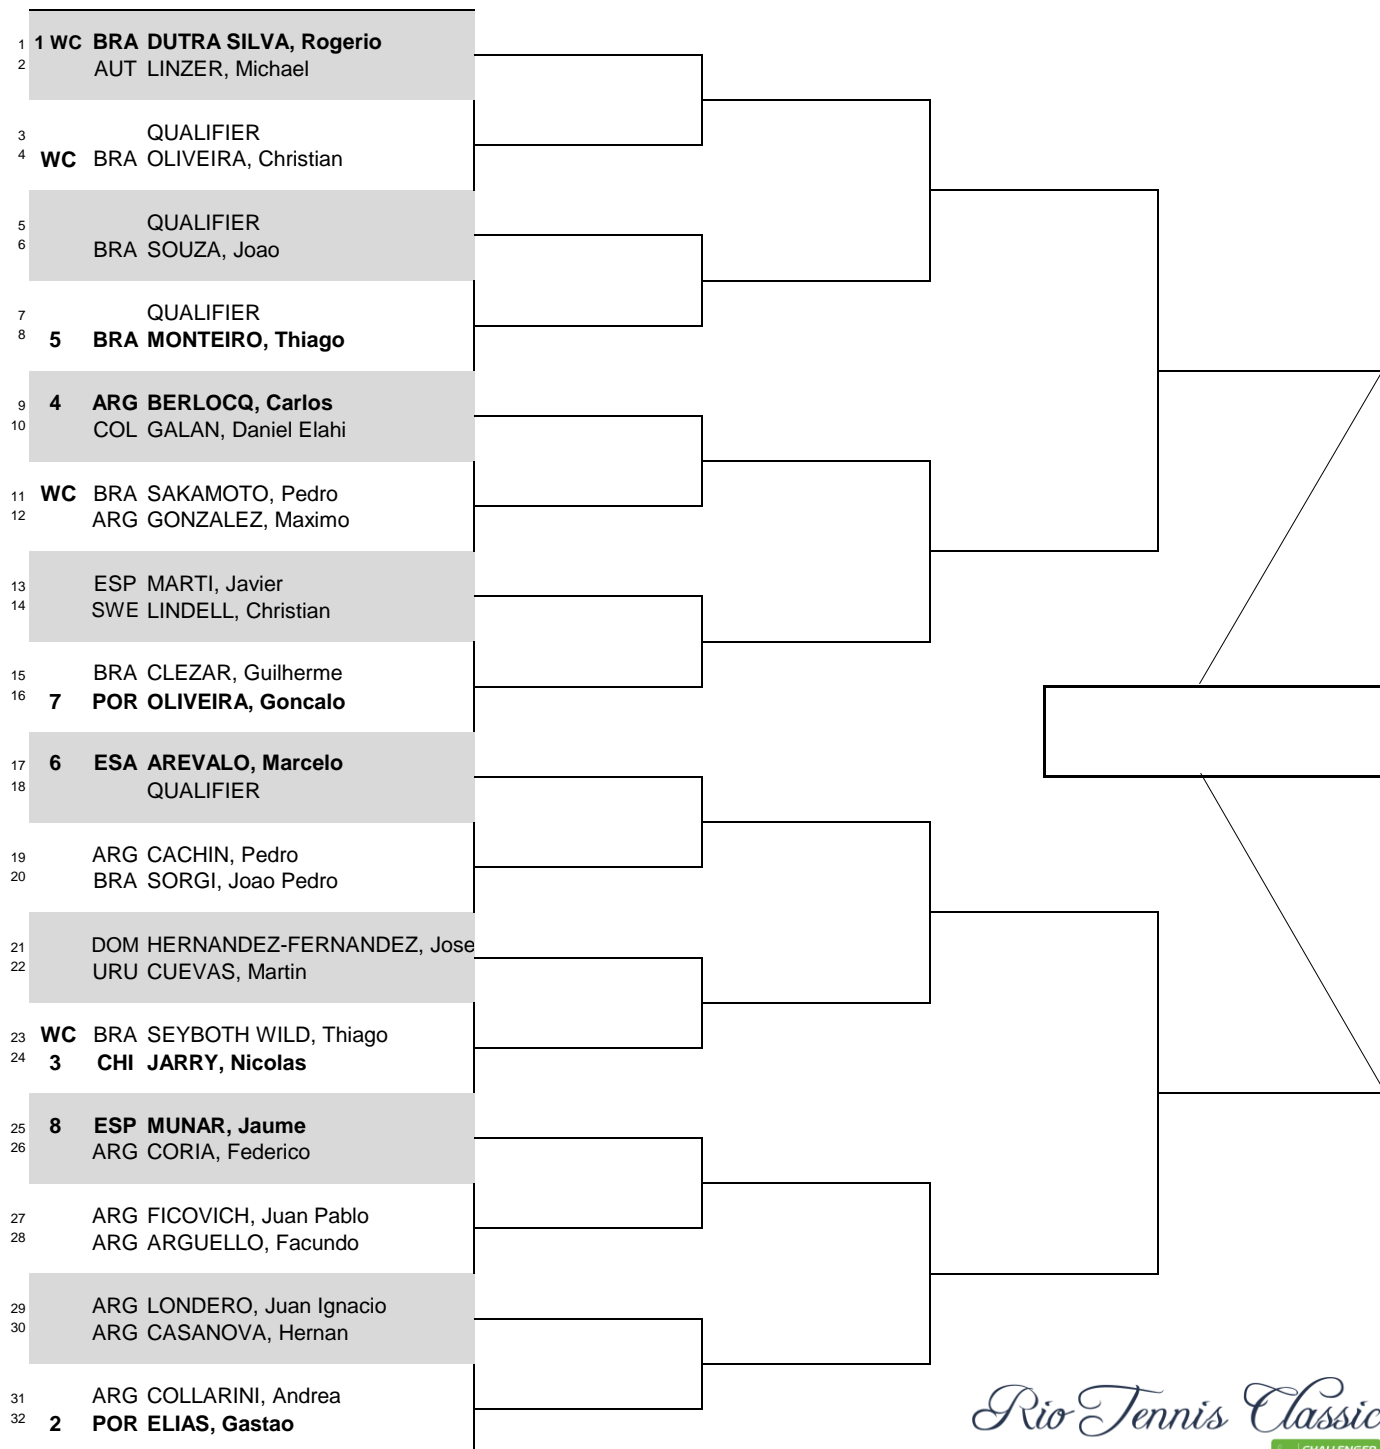 1 1 WC BRA DUTRA SILVA, Rogerio
2 AUT LINZER, Michael
3 QUALIFIER
4 WC BRA OLIVEIRA, Christian
5 QUALIFIER
6 BRA SOUZA, Joao
7 QUALIFIER
8 5 BRA MONTEIRO, Thiago
9 4 ARG BERLOCQ, Carlos
10 COL GALAN, Daniel Elahi
11 WC BRA SAKAMOTO, Pedro
12 ARG GONZALEZ, Maximo
13 ESP MARTI, Javier
14 SWE LINDELL, Christian
15 BRA CLEZAR, Guilherme
16 7 POR OLIVEIRA, Goncalo
17 6 ESA AREVALO, Marcelo
18 QUALIFIER
19 ARG CACHIN, Pedro
20 BRA SORGI, Joao Pedro
21 DOM HERNANDEZ-FERNANDEZ, Jose
22 URU CUEVAS, Martin
23 WC BRA SEYBOTH WILD, Thiago
24 3 CHI JARRY, Nicolas
25 8 ESP MUNAR, Jaume
26 ARG CORIA, Federico
27 ARG FICOVICH, Juan Pablo
28 ARG ARGUELLO, Facundo
29 ARG LONDERO, Juan Ignacio
30 ARG CASANOVA, Hernan
31 ARG COLLARINI, Andrea
32 2 POR ELIAS, Gastao
Rio Tennis Classic
CHALLENGER